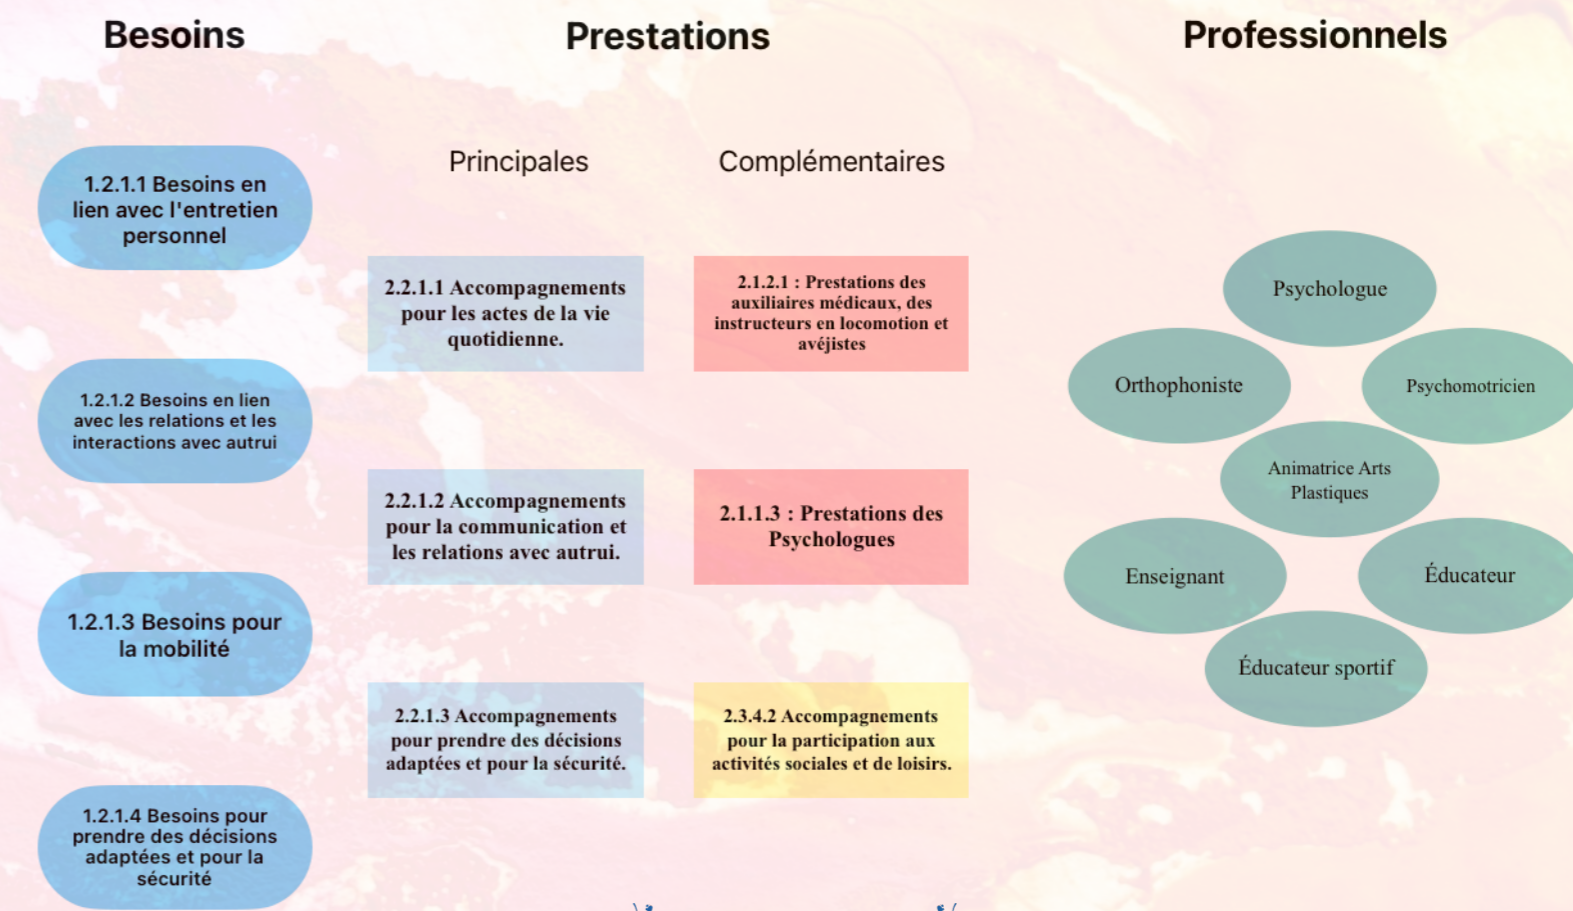 Besoins
Prestations
Professionnels
Principales
Complémentaires
1.2.1.1 Besoins en
lien avec l'entretien
personnel
1.2.1.2 Besoins en lien
avec les relations et les
interactions avec autrui
1.2.1.3 Besoins pour
la mobilité
1.2.1.4 Besoins pour
prendre des décisions
adaptées et pour la
sécurité
2.2.1.1 Accompagnements
pour les actes de la vie
quotidienne.
2.2.1.2 Accompagnements
pour la communication et
les relations avec autrui.
2.2.1.3 Accompagnements
pour prendre des décisions
adaptées et pour la sécurité.
2.1.2.1 : Prestations des
auxiliaires médicaux, des
instructeurs en locomotion et
avéjistes
2.1.1.3 : Prestations des
Psychologues
2.3.4.2 Accompagnements
pour la participation aux
activités sociales et de loisirs.
Psychologue
Orthophoniste
Psychomotricien
Animatrice Arts
Plastiques
Enseignant
Éducateur
Éducateur sportif